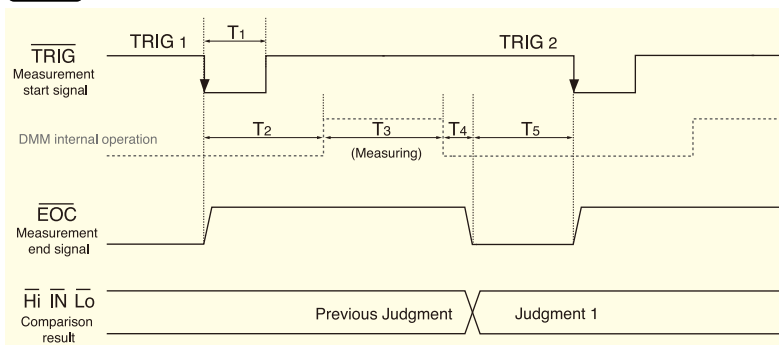 TRIG 1
T1
TRIG 2
TRIG
Measurement
start signal
DMM internal operation
T2
T3
T4
T5
(Measuring)
EOC
Measurement
end signal
Hi IN Lo
Comparison
result
Previous Judgment
Judgment 1